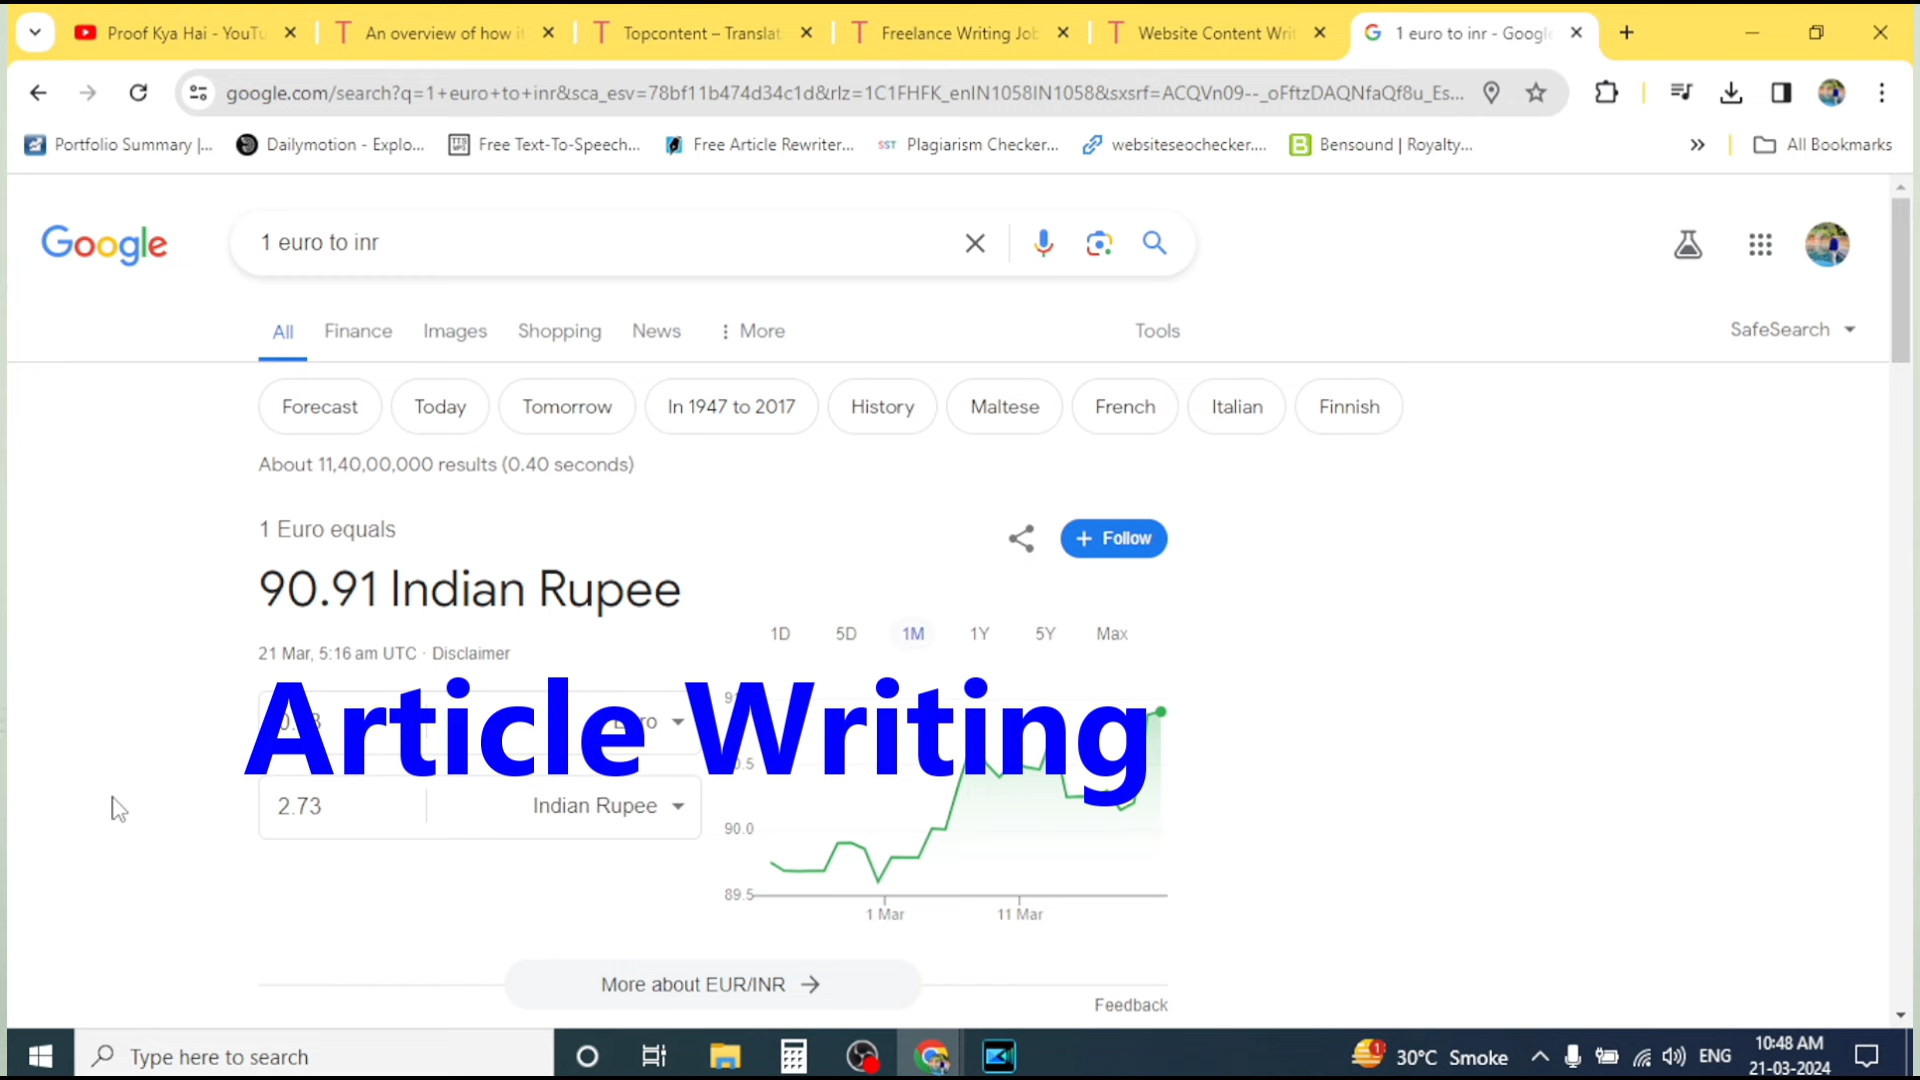 Proof Kya Hai - YouTu
An overview of how i
Topcontent – Translat
Freelance Writing Job
Website Content Writ
1 euro to inr - Google
google.com/search?q=1+euro+to+inr&sca_esv=78bf11b474d34c1d&rlz=1C1FHFK_enIN1058IN1058&sxsrf=ACQVn09--_oFftzDAQNfaQf8u_Es...
Portfolio Summary |...
Dailymotion - Explo...
Free Text-To-Speech...
Free Article Rewriter...
SST Plagiarism Checker...
websiteseochecker....
Bensound | Royalty...
All Bookmarks
Google
1 euro to inr
All Finance Images Shopping News More Tools SafeSearch
Forecast Today Tomorrow In 1947 to 2017 History Maltese French Italian Finnish
About 11,40,00,000 results (0.40 seconds)
1 Euro equals
Follow
90.91 Indian Rupee
1D 5D 1M 1Y 5Y Max
21 Mar, 5:16 am UTC · Disclaimer
Article Writing
2.73 Indian Rupee
90.0
89.5
1 Mar 11 Mar
More about EUR/INR
Feedback
Type here to search
1
30°C Smoke
ENG
10:48 AM
21-03-2024